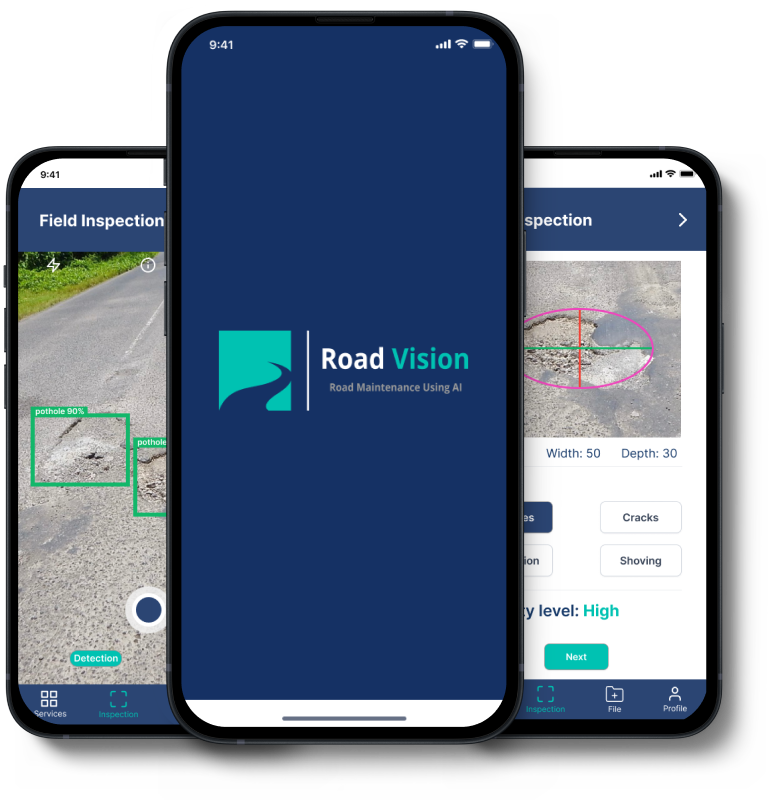 9:41
Road Vision
Road Maintenance Using AI
9:41
Field Inspection
pothole 90%
pothole
Detection
Services
Inspection
spection
Width: 50 Depth: 30
es
Cracks
ion
Shoving
ty level: High
Next
Inspection
File
Profile